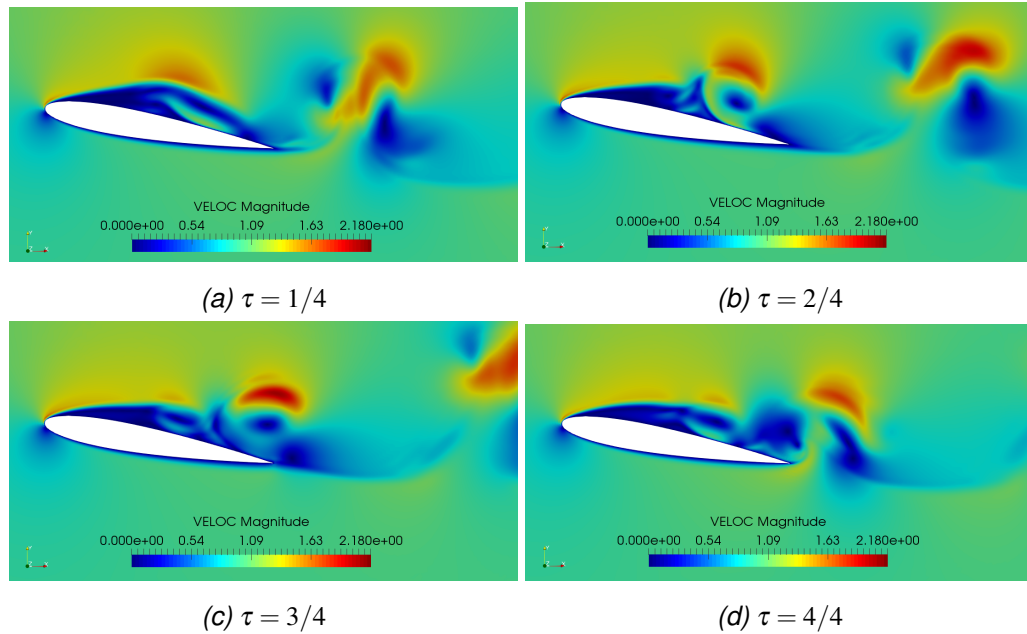 VELOC Magnitude
0.000e+00 0.54 1.09 1.63 2.180e+00
(a) τ = 1/4
VELOC Magnitude
0.000e+00 0.54 1.09 1.63 2.180e+00
(b) τ = 2/4
VELOC Magnitude
0.000e+00 0.54 1.09 1.63 2.180e+00
(c) τ = 3/4
VELOC Magnitude
0.000e+00 0.54 1.09 1.63 2.180e+00
(d) τ = 4/4